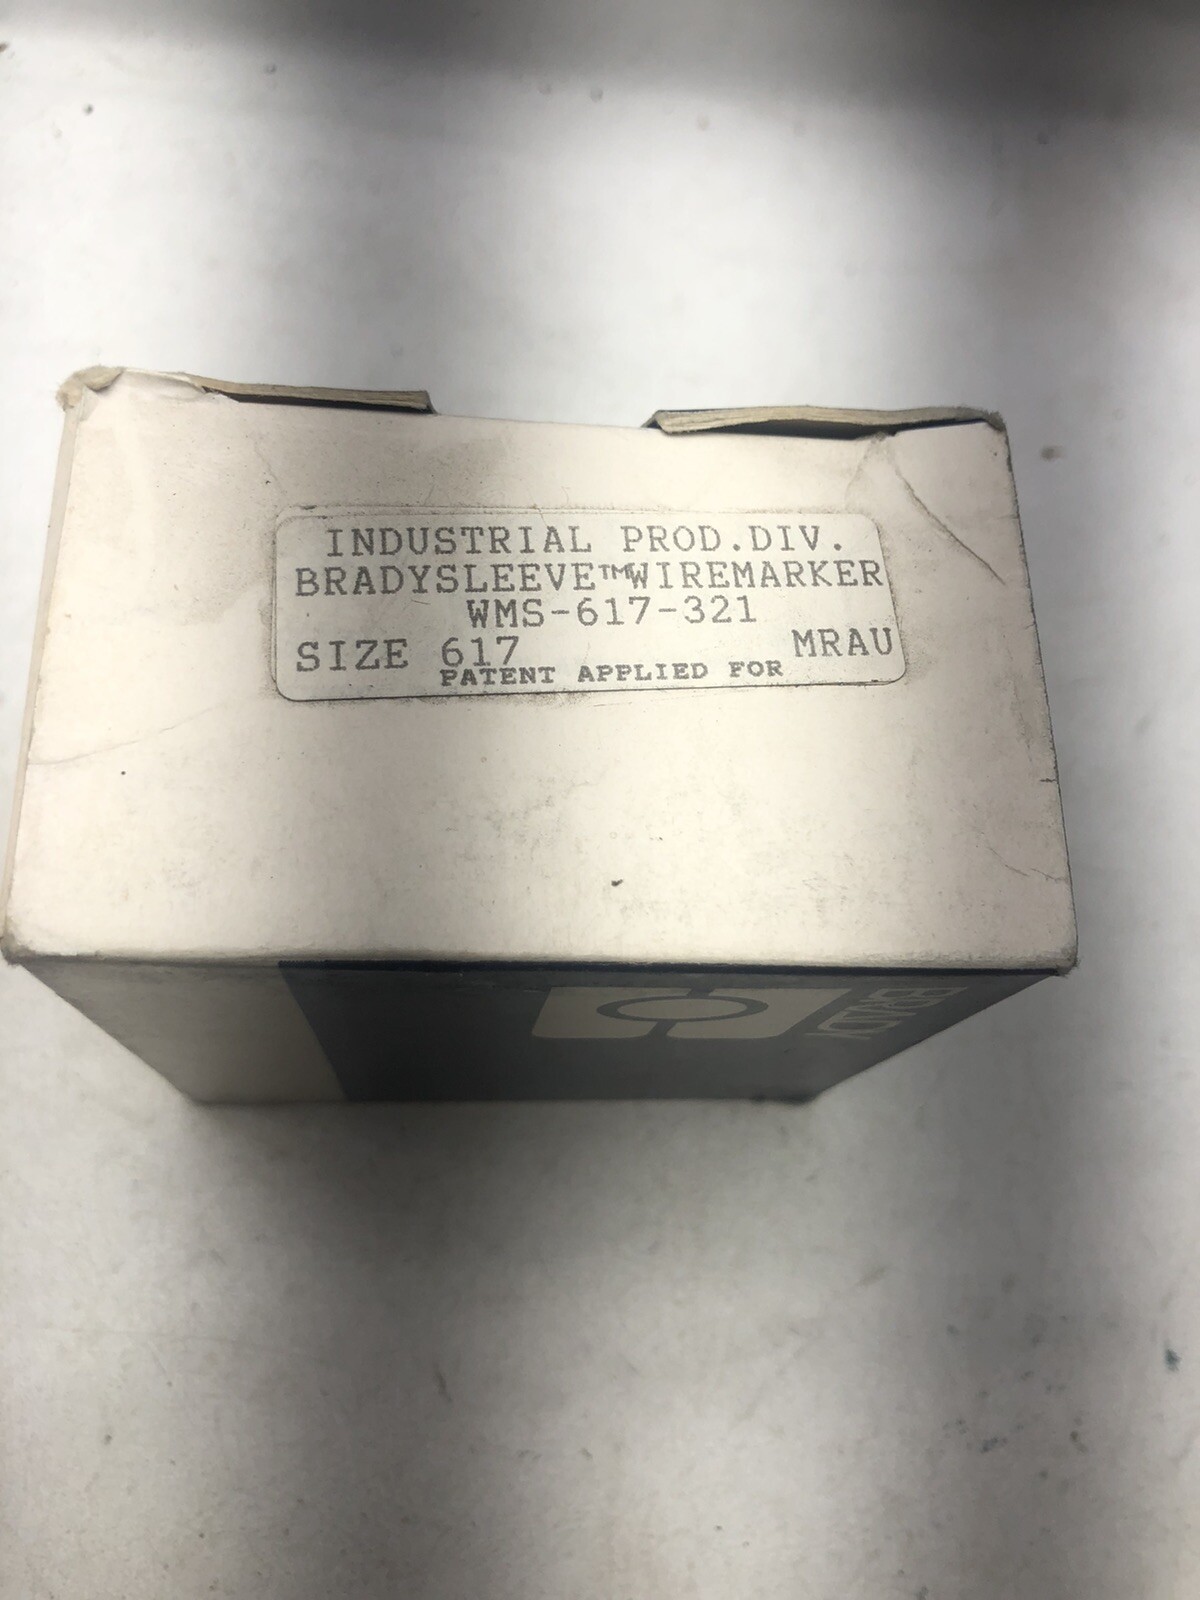 INDUSTRIAL PROD.DIV.
BRADYSLEEVE™WIREMARKER
WMS-617-321
SIZE 617 MRAU
PATENT APPLIED FOR
BRADY